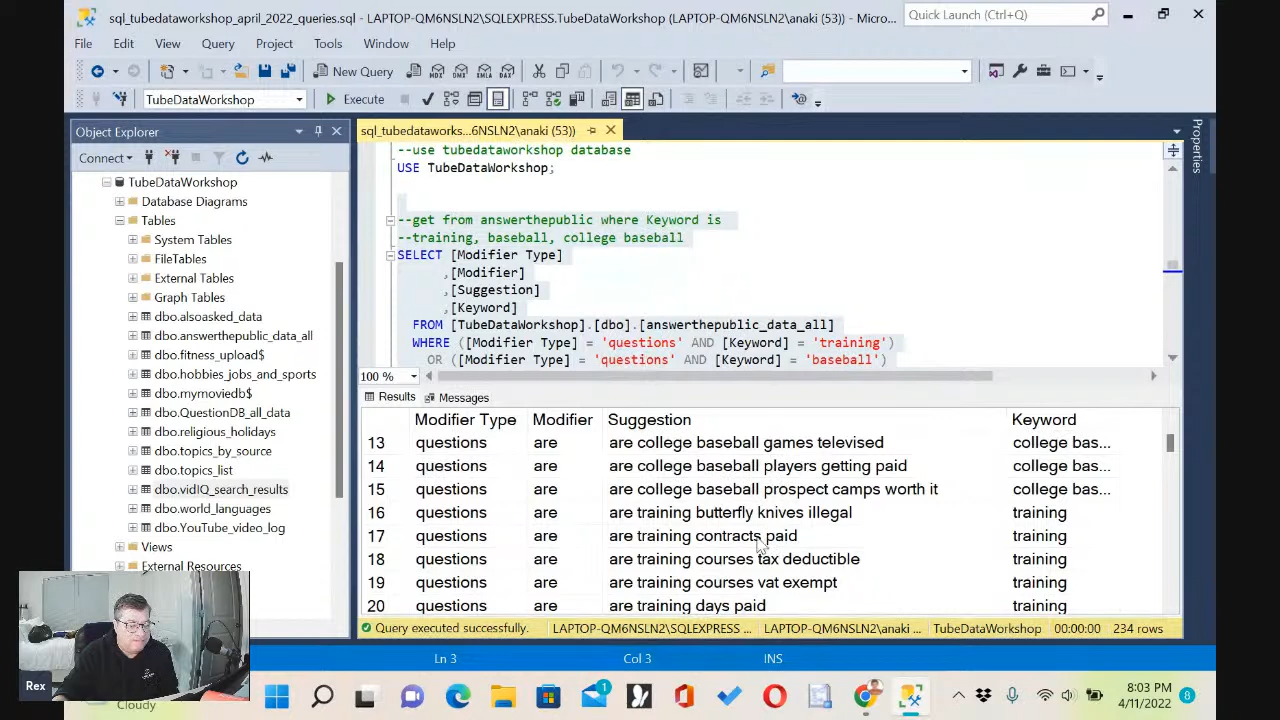 sql_tubedataworkshop_april_2022_queries.sql - LAPTOP-QM6NSLN2\SQLEXPRESS.TubeDataWorkshop (LAPTOP-QM6NSLN2\anaki (53)) - Micro...
Quick Launch (Ctrl+Q)
File Edit View Query Project Tools Window Help
New Query
MDX DMX XMLA DAX
TubeDataWorkshop
Execute
Object Explorer
Connect
TubeDataWorkshop
Database Diagrams
Tables
System Tables
FileTables
External Tables
Graph Tables
dbo.alsoasked_data
dbo.answerthepublic_data_all
dbo.fitness_upload$
dbo.hobbies_jobs_and_sports
dbo.mymoviedb$
dbo.QuestionDB_all_data
dbo.religious_holidays
dbo.topics_by_source
dbo.topics_list
dbo.vidIQ_search_results
dbo.world_languages
dbo.YouTube_video_log
Views
External Resources
sql_tubedataworks...6NSLN2\anaki (53))
--use tubedataworkshop database
USE TubeDataWorkshop;
--get from answerthepublic where Keyword is
--training, baseball, college baseball
SELECT [Modifier Type]
,[Modifier]
,[Suggestion]
,[Keyword]
FROM [TubeDataWorkshop].[dbo].[answerthepublic_data_all]
WHERE ([Modifier Type] = 'questions' AND [Keyword] = 'training')
OR ([Modifier Type] = 'questions' AND [Keyword] = 'baseball')
100 %
Results Messages
Modifier Type Modifier Suggestion Keyword
13 questions are are college baseball games televised college bas...
14 questions are are college baseball players getting paid college bas...
15 questions are are college baseball prospect camps worth it college bas...
16 questions are are training butterfly knives illegal training
17 questions are are training contracts paid training
18 questions are are training courses tax deductible training
19 questions are are training courses vat exempt training
20 questions are are training days paid training
Query executed successfully. LAPTOP-QM6NSLN2\SQLEXPRESS ... LAPTOP-QM6NSLN2\anaki ... TubeDataWorkshop 00:00:00 234 rows
Ln 3 Col 3 INS
Properties
Rex
Cloudy
1
8:03 PM
4/11/2022
8